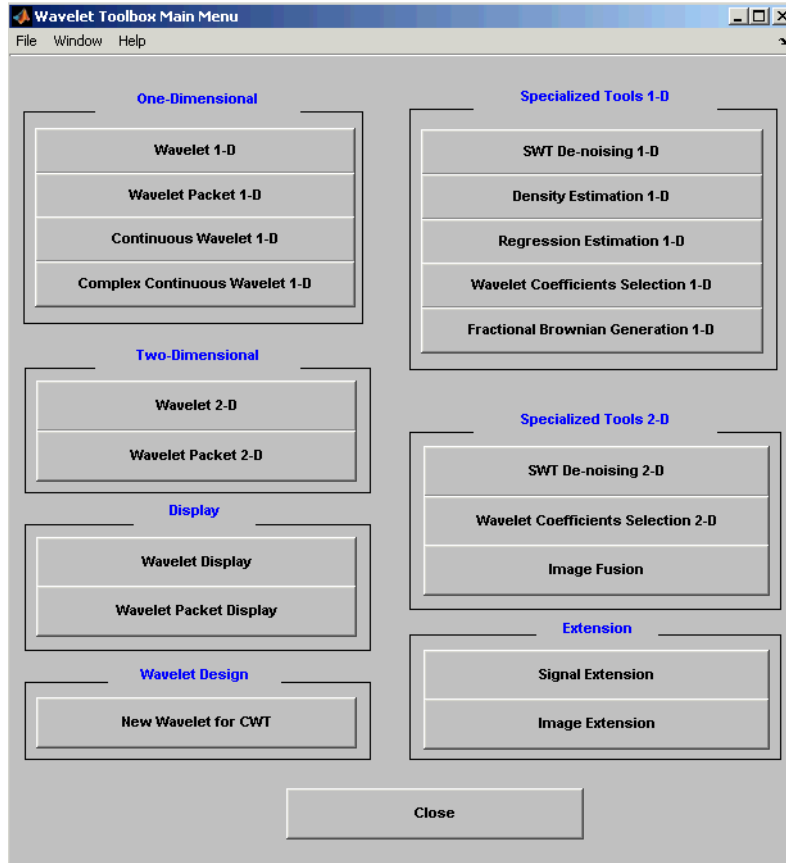 Wavelet Toolbox Main Menu
File Window Help
One-Dimensional
Wavelet 1-D
Wavelet Packet 1-D
Continuous Wavelet 1-D
Complex Continuous Wavelet 1-D
Two-Dimensional
Wavelet 2-D
Wavelet Packet 2-D
Display
Wavelet Display
Wavelet Packet Display
Wavelet Design
New Wavelet for CWT
Specialized Tools 1-D
SWT De-noising 1-D
Density Estimation 1-D
Regression Estimation 1-D
Wavelet Coefficients Selection 1-D
Fractional Brownian Generation 1-D
Specialized Tools 2-D
SWT De-noising 2-D
Wavelet Coefficients Selection 2-D
Image Fusion
Extension
Signal Extension
Image Extension
Close